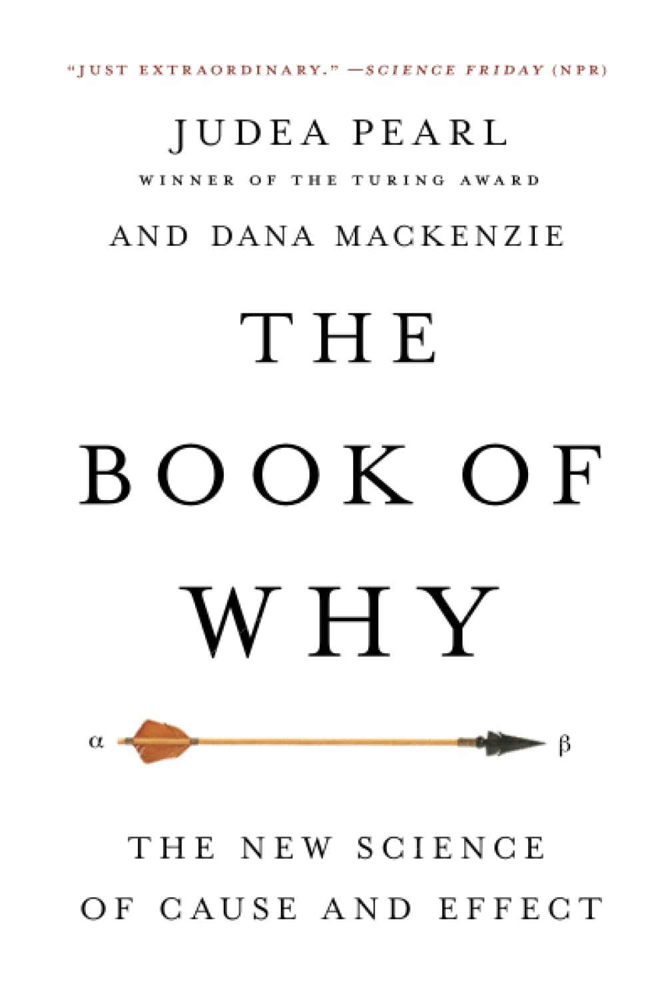 “JUST EXTRAORDINARY.” —SCIENCE FRIDAY (NPR)
JUDEA PEARL
WINNER OF THE TURING AWARD
AND DANA MACKENZIE
THE
BOOK OF
WHY
α β
THE NEW SCIENCE
OF CAUSE AND EFFECT